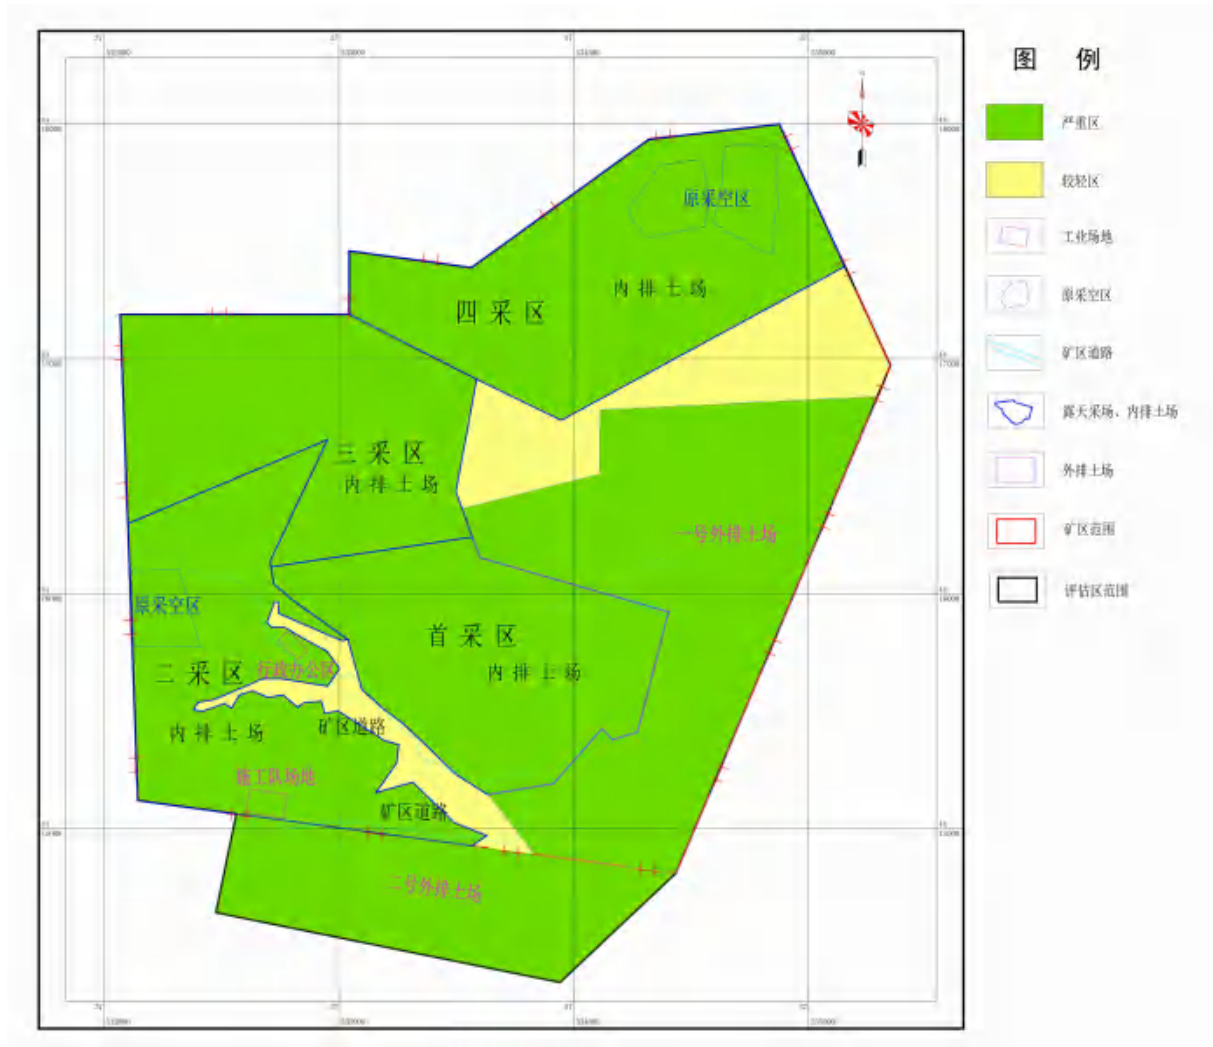 图 例
严重区
较轻区
工业场地
原采空区
矿区道路
露天采场、内排土场
外排土场
矿区范围
评估区范围
原采空区
内 排 土 场
四 采 区
三 采 区
内 排 土 场
一号外排土场
原采空区
首 采 区
内 排 土 场
二 采 区
行政办公区
矿区道路
内 排 土 场
施工队场地
矿区道路
二号外排土场